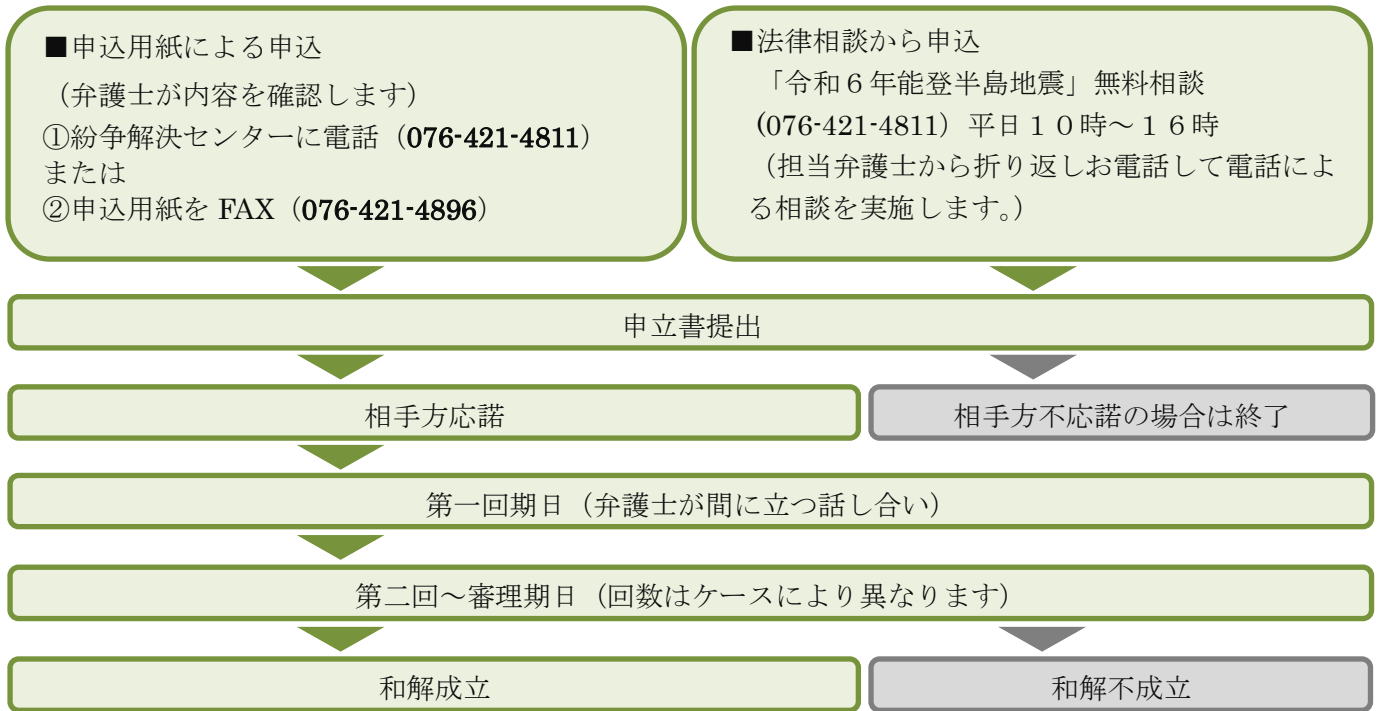 ■申込用紙による申込
（弁護士が内容を確認します）
①紛争解決センターに電話（076-421-4811）
または
②申込用紙を FAX（076-421-4896）
■法律相談から申込
「令和６年能登半島地震」無料相談
(076-421-4811）平日１０時～１６時
（担当弁護士から折り返しお電話して電話によ
る相談を実施します。）
申立書提出
相手方応諾
相手方不応諾の場合は終了
第一回期日（弁護士が間に立つ話し合い）
第二回～審理期日（回数はケースにより異なります）
和解成立
和解不成立